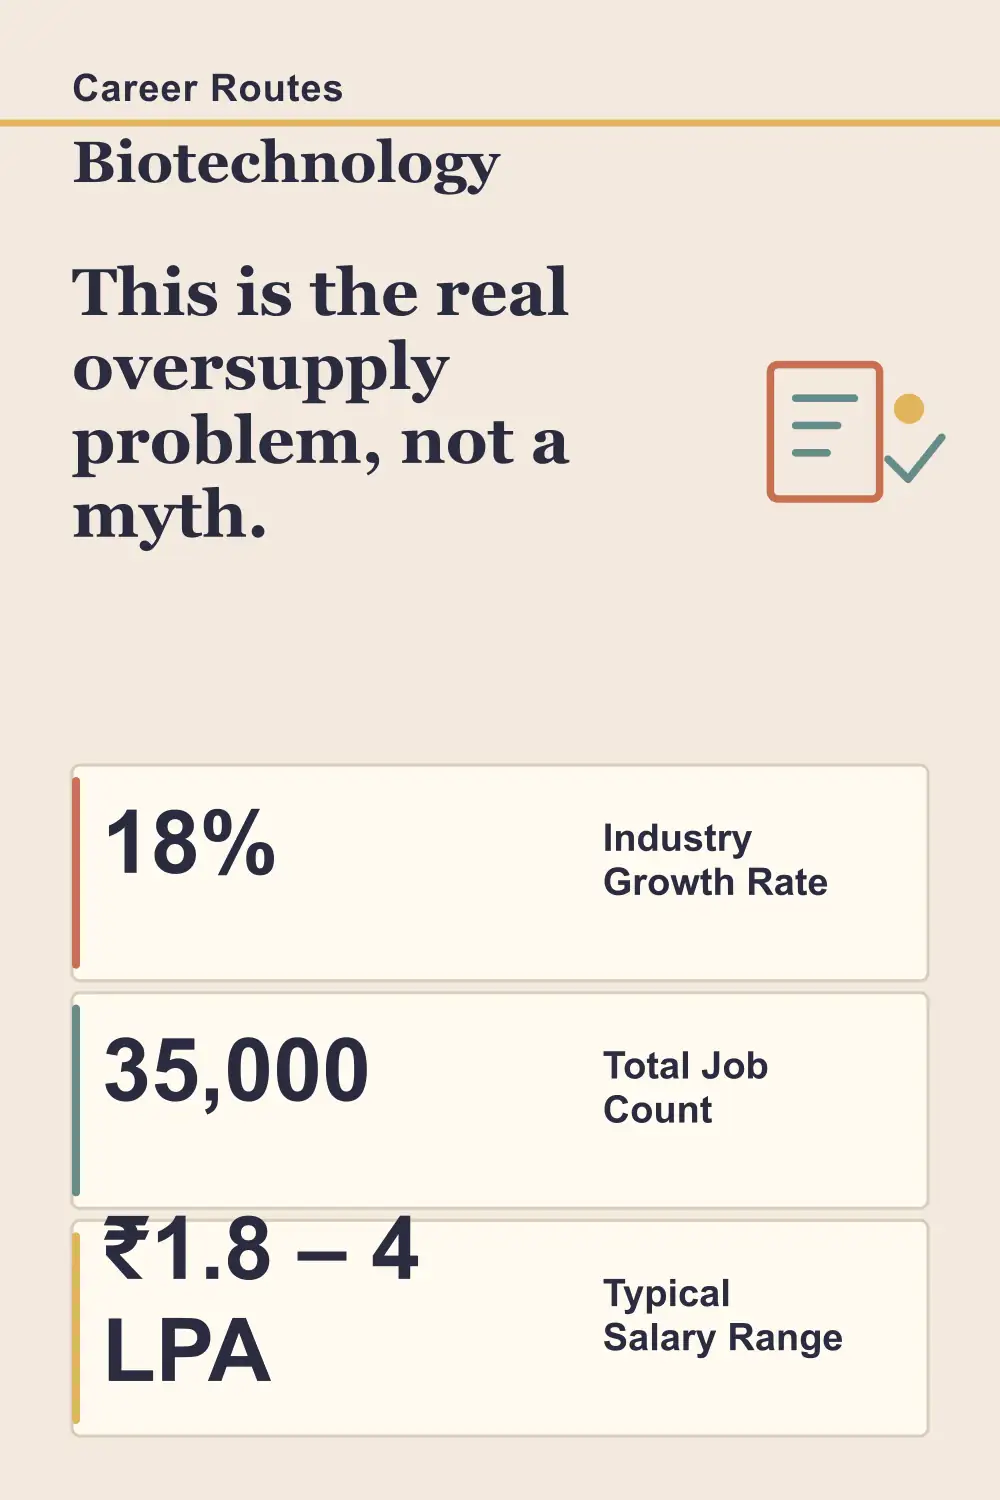 Career Routes
Biotechnology
This is the real
oversupply
problem, not a
myth.
18%
Industry
Growth Rate
35,000
Total Job
Count
₹1.8 – 4
LPA
Typical
Salary Range